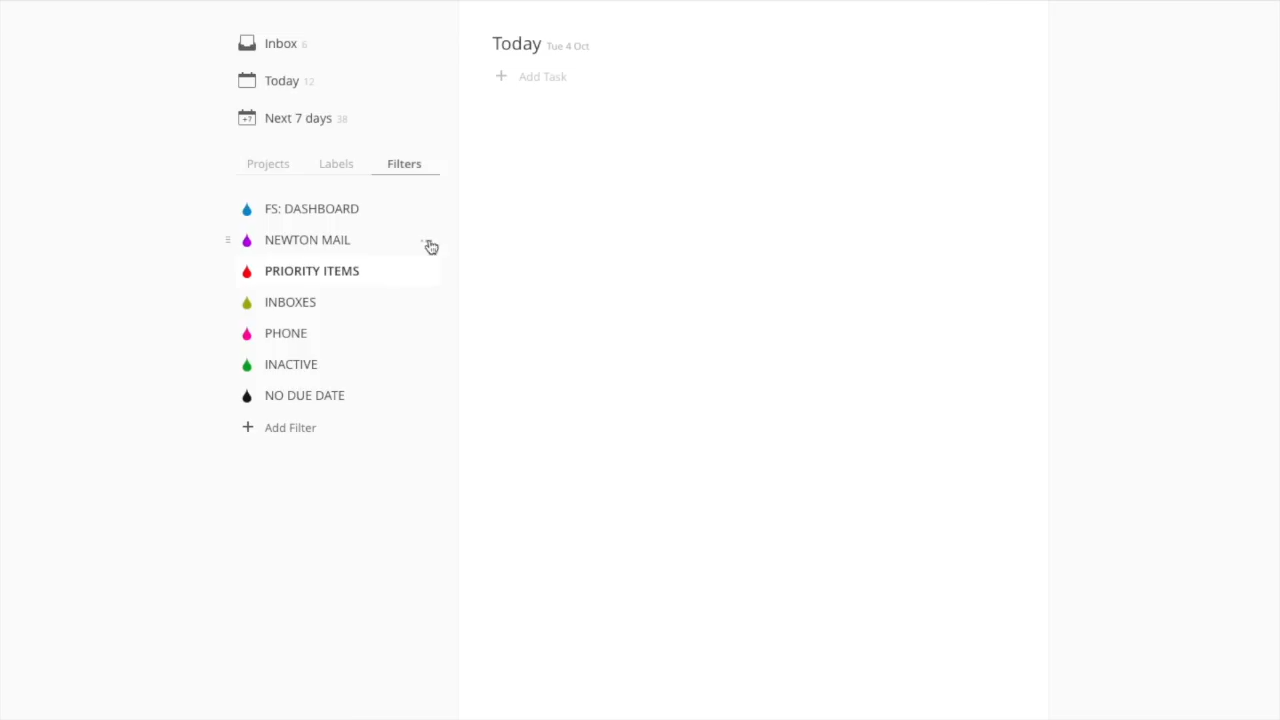 Inbox 6
Today 12
+7 Next 7 days 38
Projects Labels Filters
FS: DASHBOARD
NEWTON MAIL
PRIORITY ITEMS
INBOXES
PHONE
INACTIVE
NO DUE DATE
+ Add Filter
Today Tue 4 Oct
+ Add Task